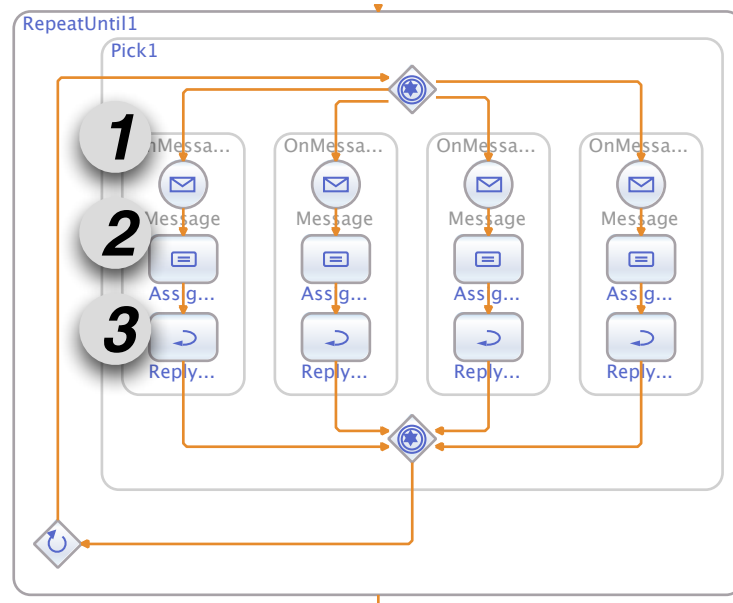 RepeatUntil1
Pick1
1
nMessa... OnMessa... OnMessa... OnMessa...
2
Message Message Message Message
Assig... Assig... Assig... Assig...
3
Reply... Reply... Reply... Reply...